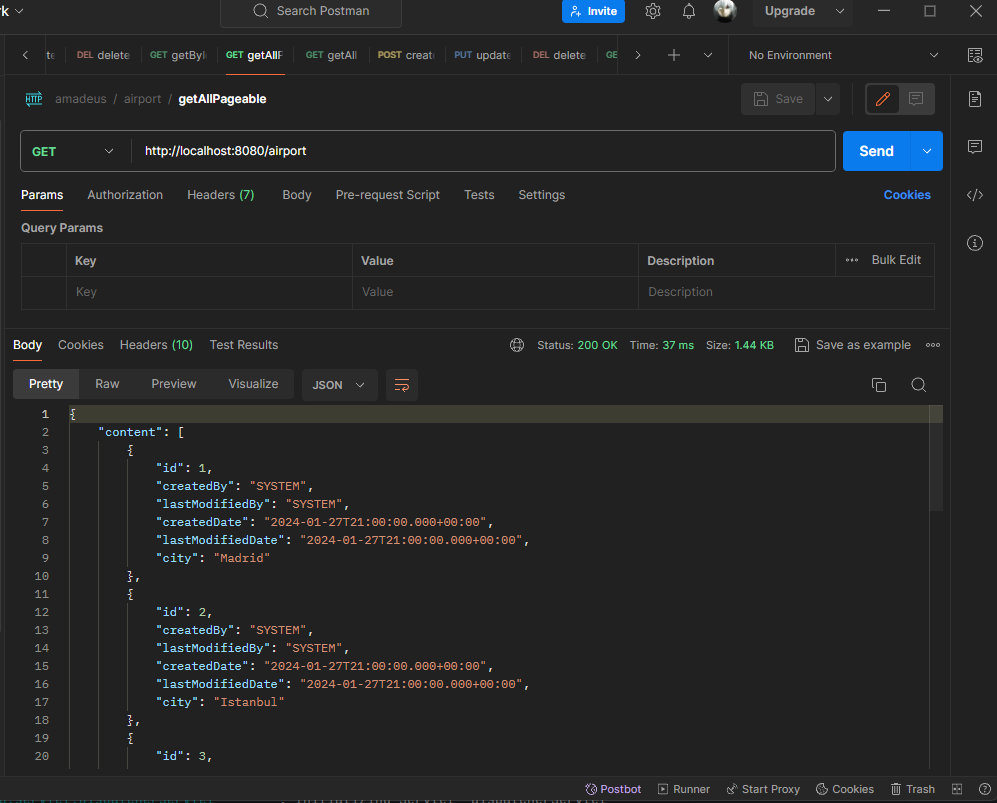 rk
Search Postman
Invite
Upgrade
DEL delete
GET getByI
GET getAllP
GET getAll
POST creat
PUT update
DEL delete
GE
No Environment
HTTP
amadeus / airport / getAllPageable
Save
GET
http://localhost:8080/airport
Send
Params Authorization Headers (7) Body Pre-request Script Tests Settings Cookies
Query Params
Key Value Description ••• Bulk Edit
Key Value Description
Body Cookies Headers (10) Test Results Status: 200 OK Time: 37 ms Size: 1.44 KB Save as example •••
Pretty Raw Preview Visualize JSON
1 {
2 "content": [
3 {
4 "id": 1,
5 "createdBy": "SYSTEM",
6 "lastModifiedBy": "SYSTEM",
7 "createdDate": "2024-01-27T21:00:00.000+00:00",
8 "lastModifiedDate": "2024-01-27T21:00:00.000+00:00",
9 "city": "Madrid"
10 },
11 {
12 "id": 2,
13 "createdBy": "SYSTEM",
14 "lastModifiedBy": "SYSTEM",
15 "createdDate": "2024-01-27T21:00:00.000+00:00",
16 "lastModifiedDate": "2024-01-27T21:00:00.000+00:00",
17 "city": "Istanbul"
18 },
19 {
20 "id": 3,
Postbot Runner Start Proxy Cookies Trash